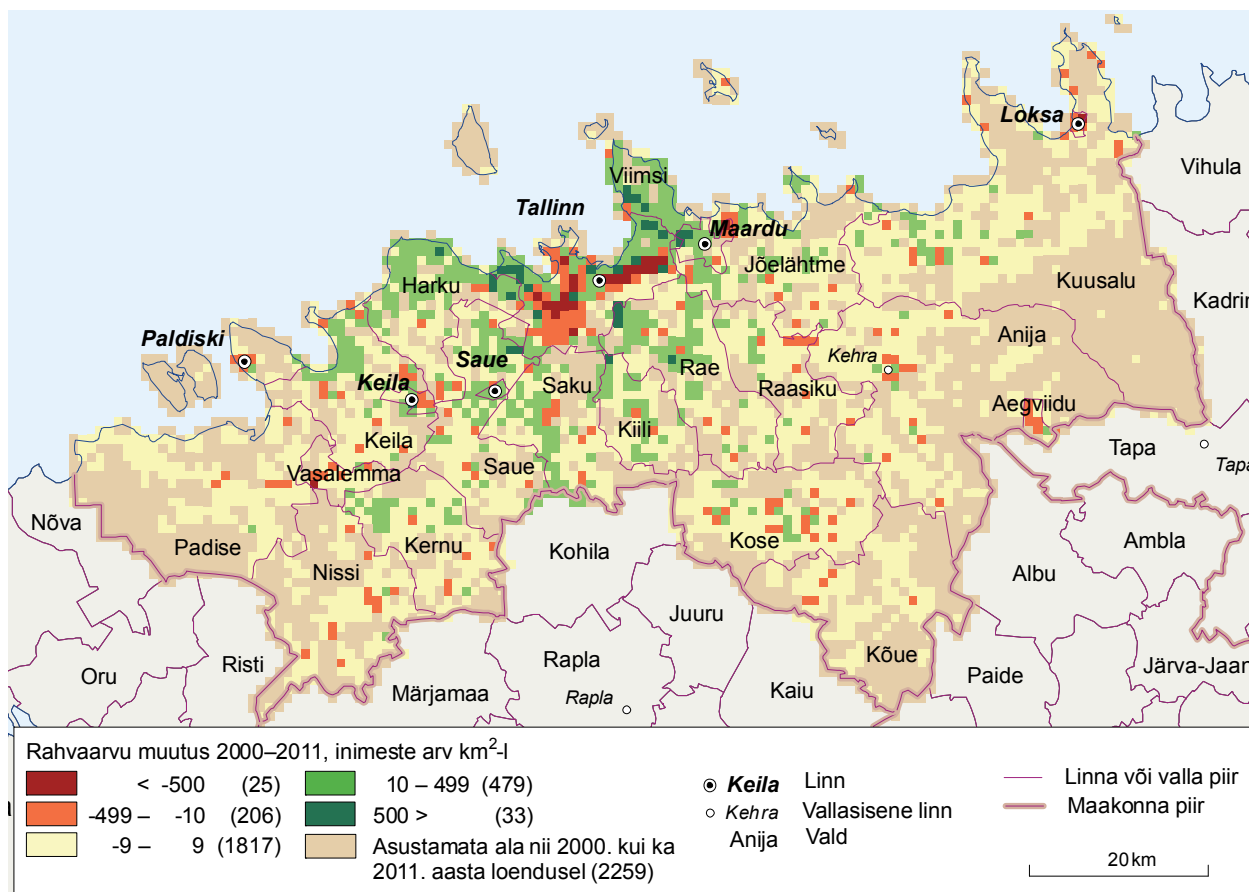 Loksa
Vihula
Viimsi
Tallinn
Maardu
Jõelähtme
Harku
Kuusalu
Kadrin
Paldiski
Anija
Kehra
Saue
Rae
Keila
Saku
Raasiku
Aegviidu
Kiili
Keila
Tapa
Tapa
Vasalemma
Saue
Nõva
Padise
Kernu
Kose
Ambla
Kohila
Nissi
Albu
Juuru
Kõue
Oru
Risti
Rapla
Paide
Järva-Jaan
Märjamaa
Rapla
Kaiu
Rahvaarvu muutus 2000–2011, inimeste arv km²-l
< -500 (25)
-499 – -10 (206)
-9 – 9 (1817)
10 – 499 (479)
500 > (33)
Asustamata ala nii 2000. kui ka
2011. aasta loendusel (2259)
Keila Linn
Kehra Vallasisene linn
Anija Vald
Linna või valla piir
Maakonna piir
20 km